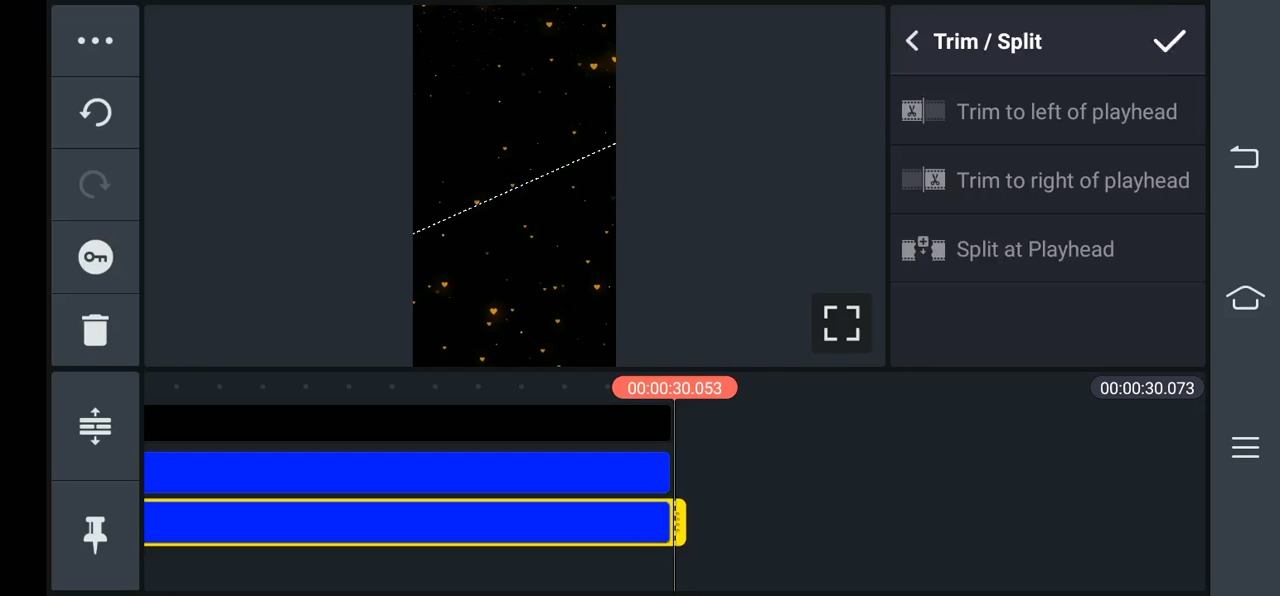 Trim / Split
Trim to left of playhead
Trim to right of playhead
Split at Playhead
00:00:30.053
00:00:30.073